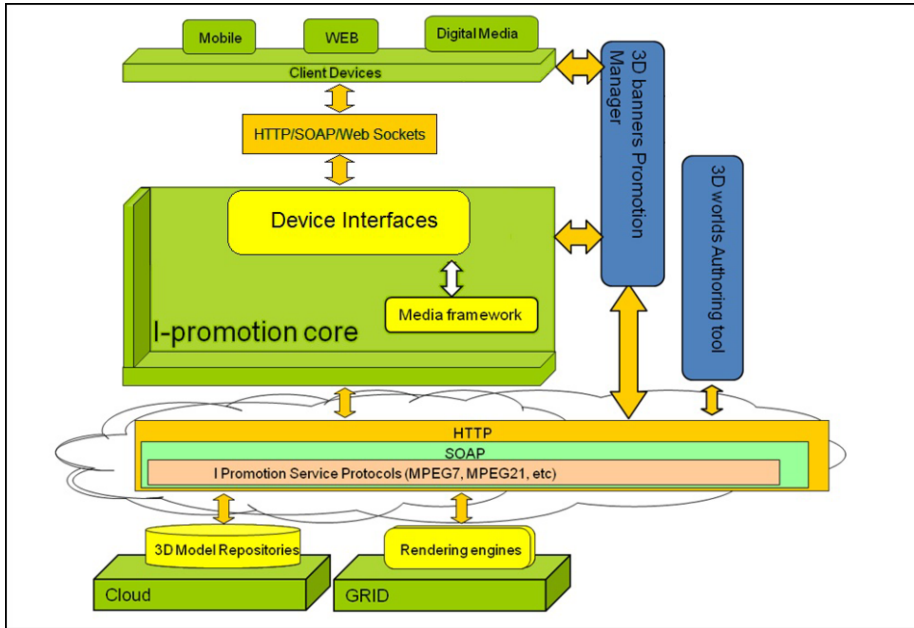 Mobile
WEB
Digital Media
Client Devices
HTTP/SOAP/Web Sockets
3D banners Promotion
Manager
3D worlds Authoring tool
Device Interfaces
Media framework
I-promotion core
HTTP
SOAP
I Promotion Service Protocols (MPEG7, MPEG21, etc)
3D Model Repositories
Rendering engines
Cloud
GRID